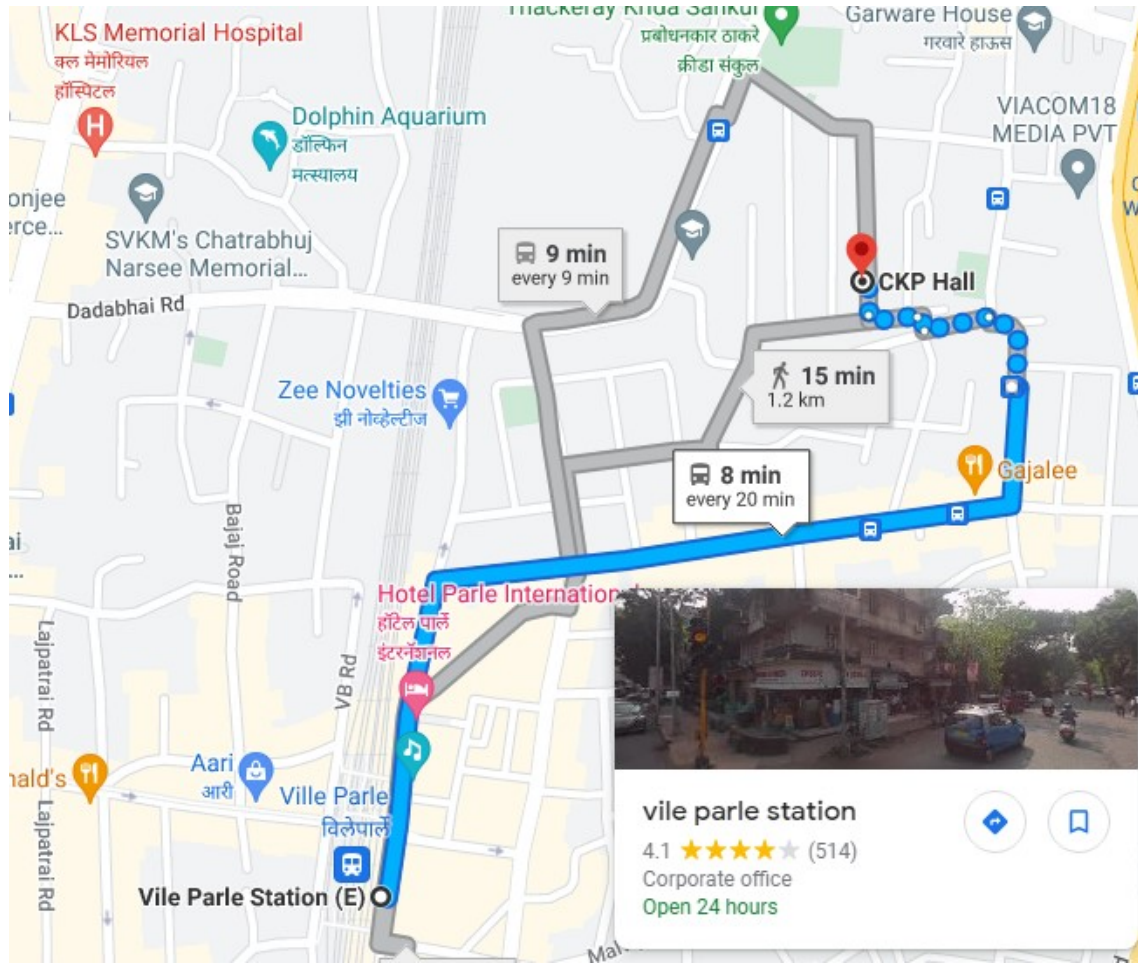 Thackeray Krida Sankul
प्रबोधनकार ठाकरे
क्रीडा संकुल
Garware House
गरवारे हाऊस
KLS Memorial Hospital
क्ल मेमोरियल
हॉस्पिटल
H
Dolphin Aquarium
डॉल्फिन
मत्स्यालय
VIACOM18
MEDIA PVT
onjee
erce...
SVKM's Chatrabhuj
Narsee Memorial...
9 min
every 9 min
CKP Hall
Dadabhai Rd
15 min
1.2 km
Zee Novelties
झी नोव्हेल्टीज
8 min
every 20 min
Gajalee
Bajaj Road
ai
...
Hotel Parle Internation
हॉटेल पार्ले
इंटरनॅशनल
Lajpatrai Rd
VB Rd
Aari
आरी
nald's
Ville Parle
विलेपार्ले
Lajpatrai Rd
Vile Parle Station (E)
vile parle station
4.1 (514)
Corporate office
Open 24 hours